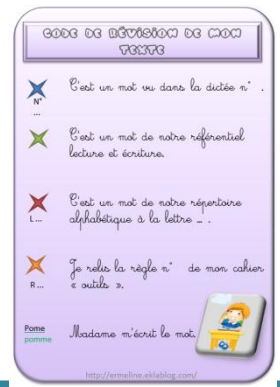 CODE DE RÉVISION DE MON
TEXTE
C'est un mot vu dans la dictée n° .
N°
...
C'est un mot de notre référentiel
lecture et écriture.
C'est un mot de notre répertoire
alphabétique à la lettre _ .
L ...
Je relis la règle n° de mon cahier
« outils ».
R ...
Pome
pomme
Madame m'écrit le mot.
http://ermeline.eklablog.com/